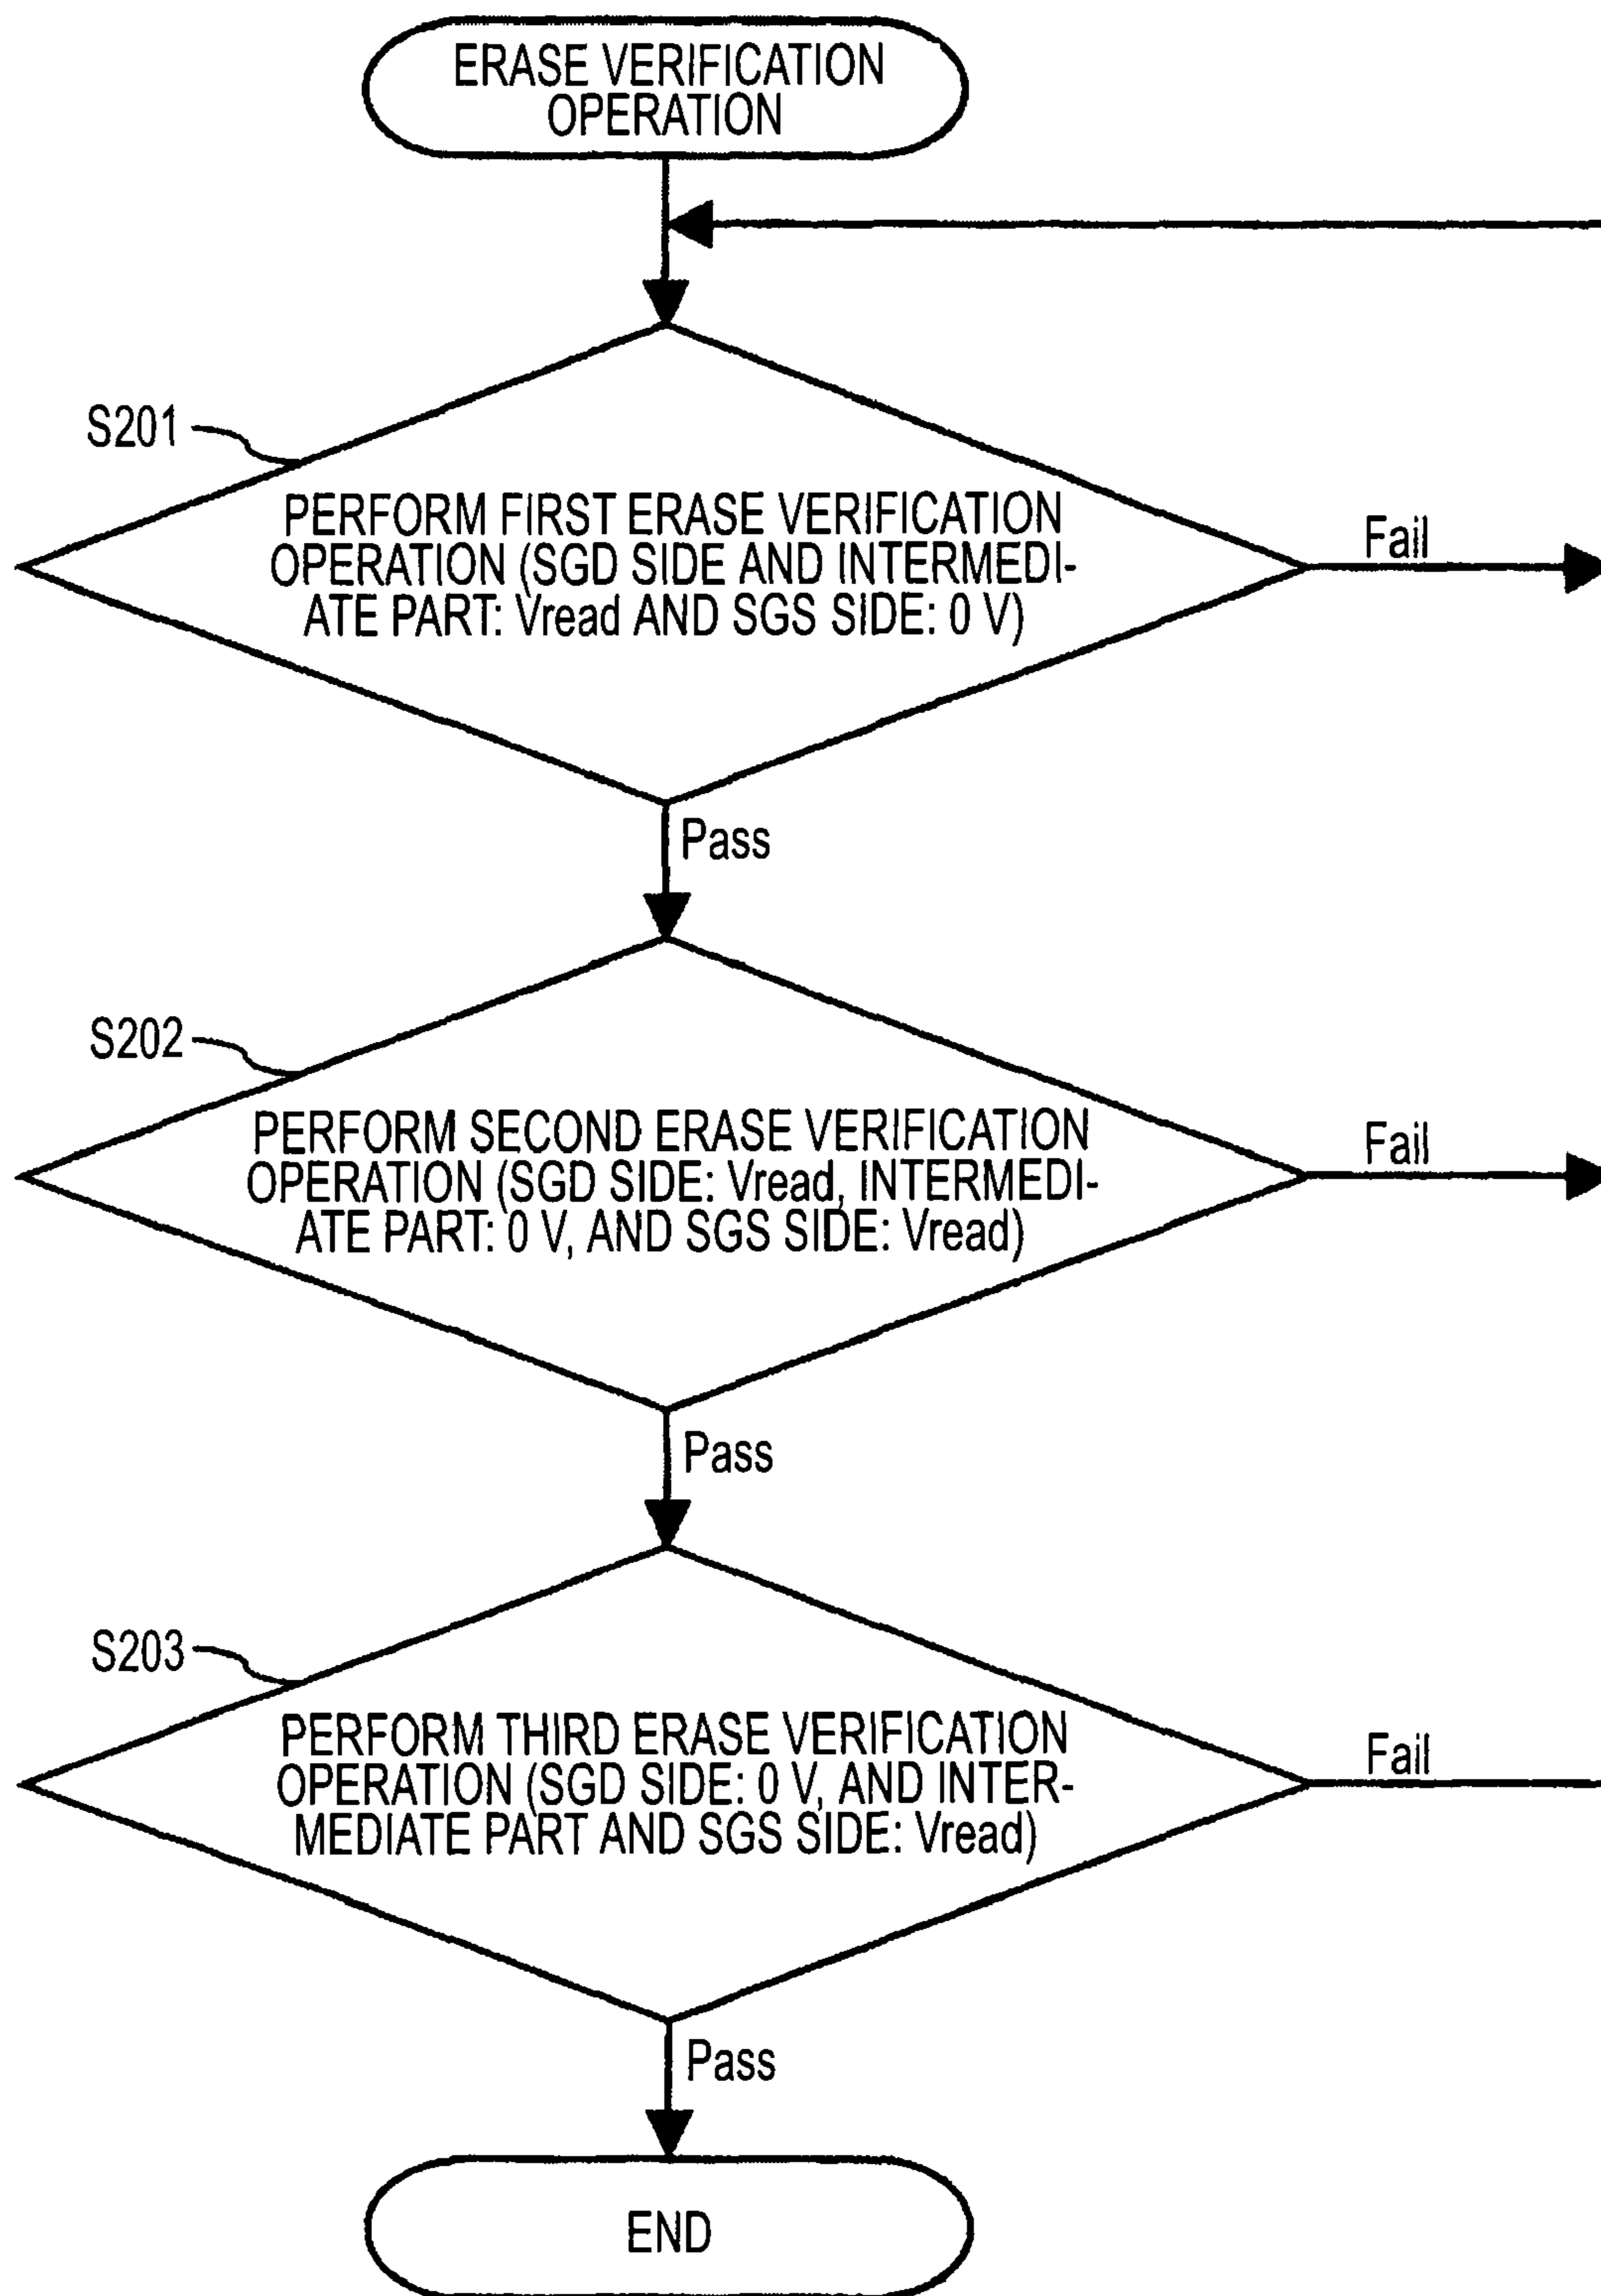 ERASE VERIFICATION
OPERATION
S201
PERFORM FIRST ERASE VERIFICATION
OPERATION (SGD SIDE AND INTERMEDI-
ATE PART: Vread AND SGS SIDE: 0 V)
Fail
Pass
S202
PERFORM SECOND ERASE VERIFICATION
OPERATION (SGD SIDE: Vread, INTERMEDI-
ATE PART: 0 V, AND SGS SIDE: Vread)
Fail
Pass
S203
PERFORM THIRD ERASE VERIFICATION
OPERATION (SGD SIDE: 0 V, AND INTER-
MEDIATE PART AND SGS SIDE: Vread)
Fail
Pass
END